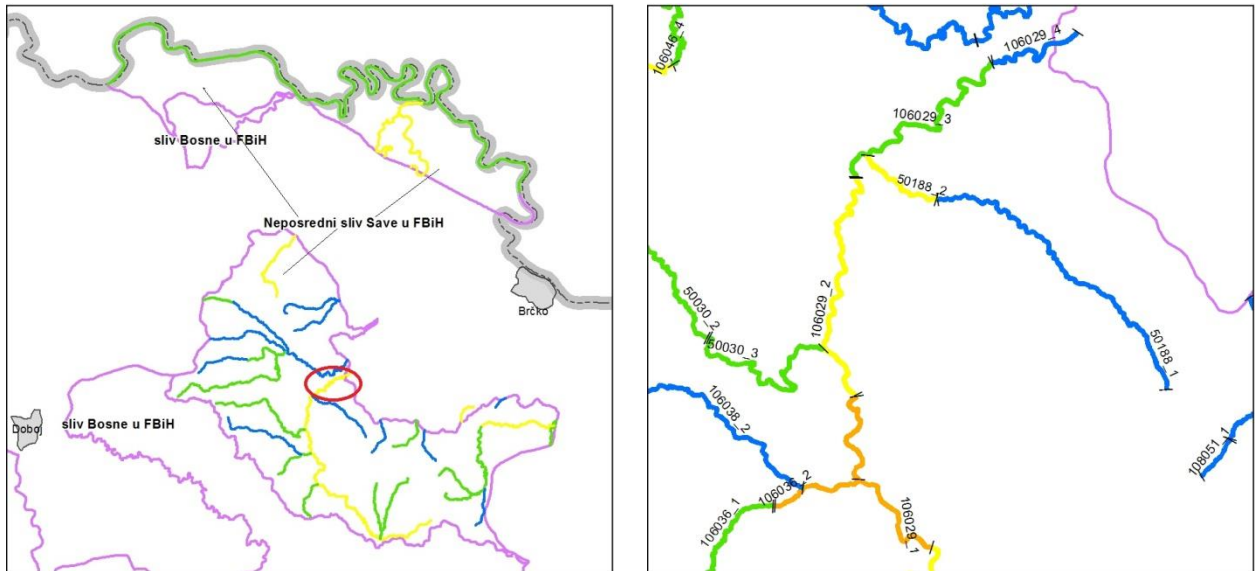 sliv Bosne u FBiH
Neposredni sliv Save u FBiH
Brčko
Doboj
sliv Bosne u FBiH
106046_4
106029_4
106029_3
50188_2
106029_2
50030_2
50030_3
50188_1
106038_2
108051_1
106036_2
106036_1
106029_1